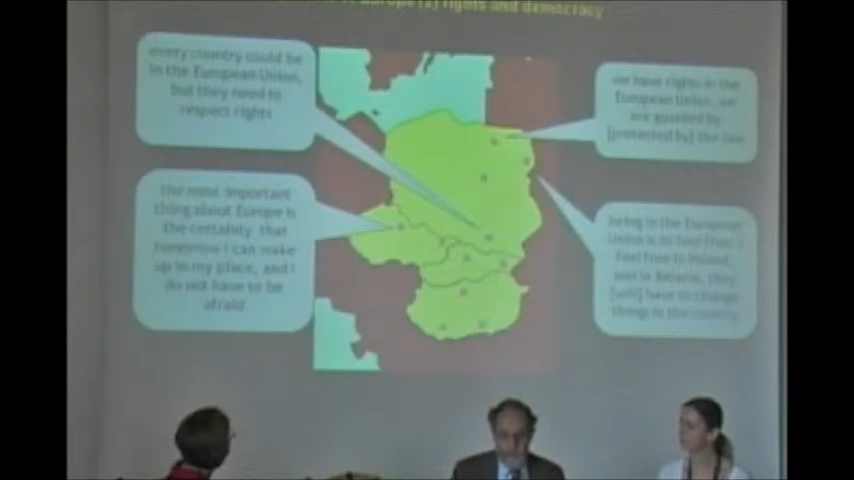 Europe (2) rights and democracy
every country could be
in the European Union,
but they need to
respect rights
we have rights in the
European Union, we
are guarded by
[protected by] the law
the most important
thing about Europe is
the certainty that
tomorrow I can wake
up in my place, and I
do not have to be
afraid
being in the European
Union is to feel free. I
feel free in Poland,
and in Belarus, they
[will] have to change
things in the country